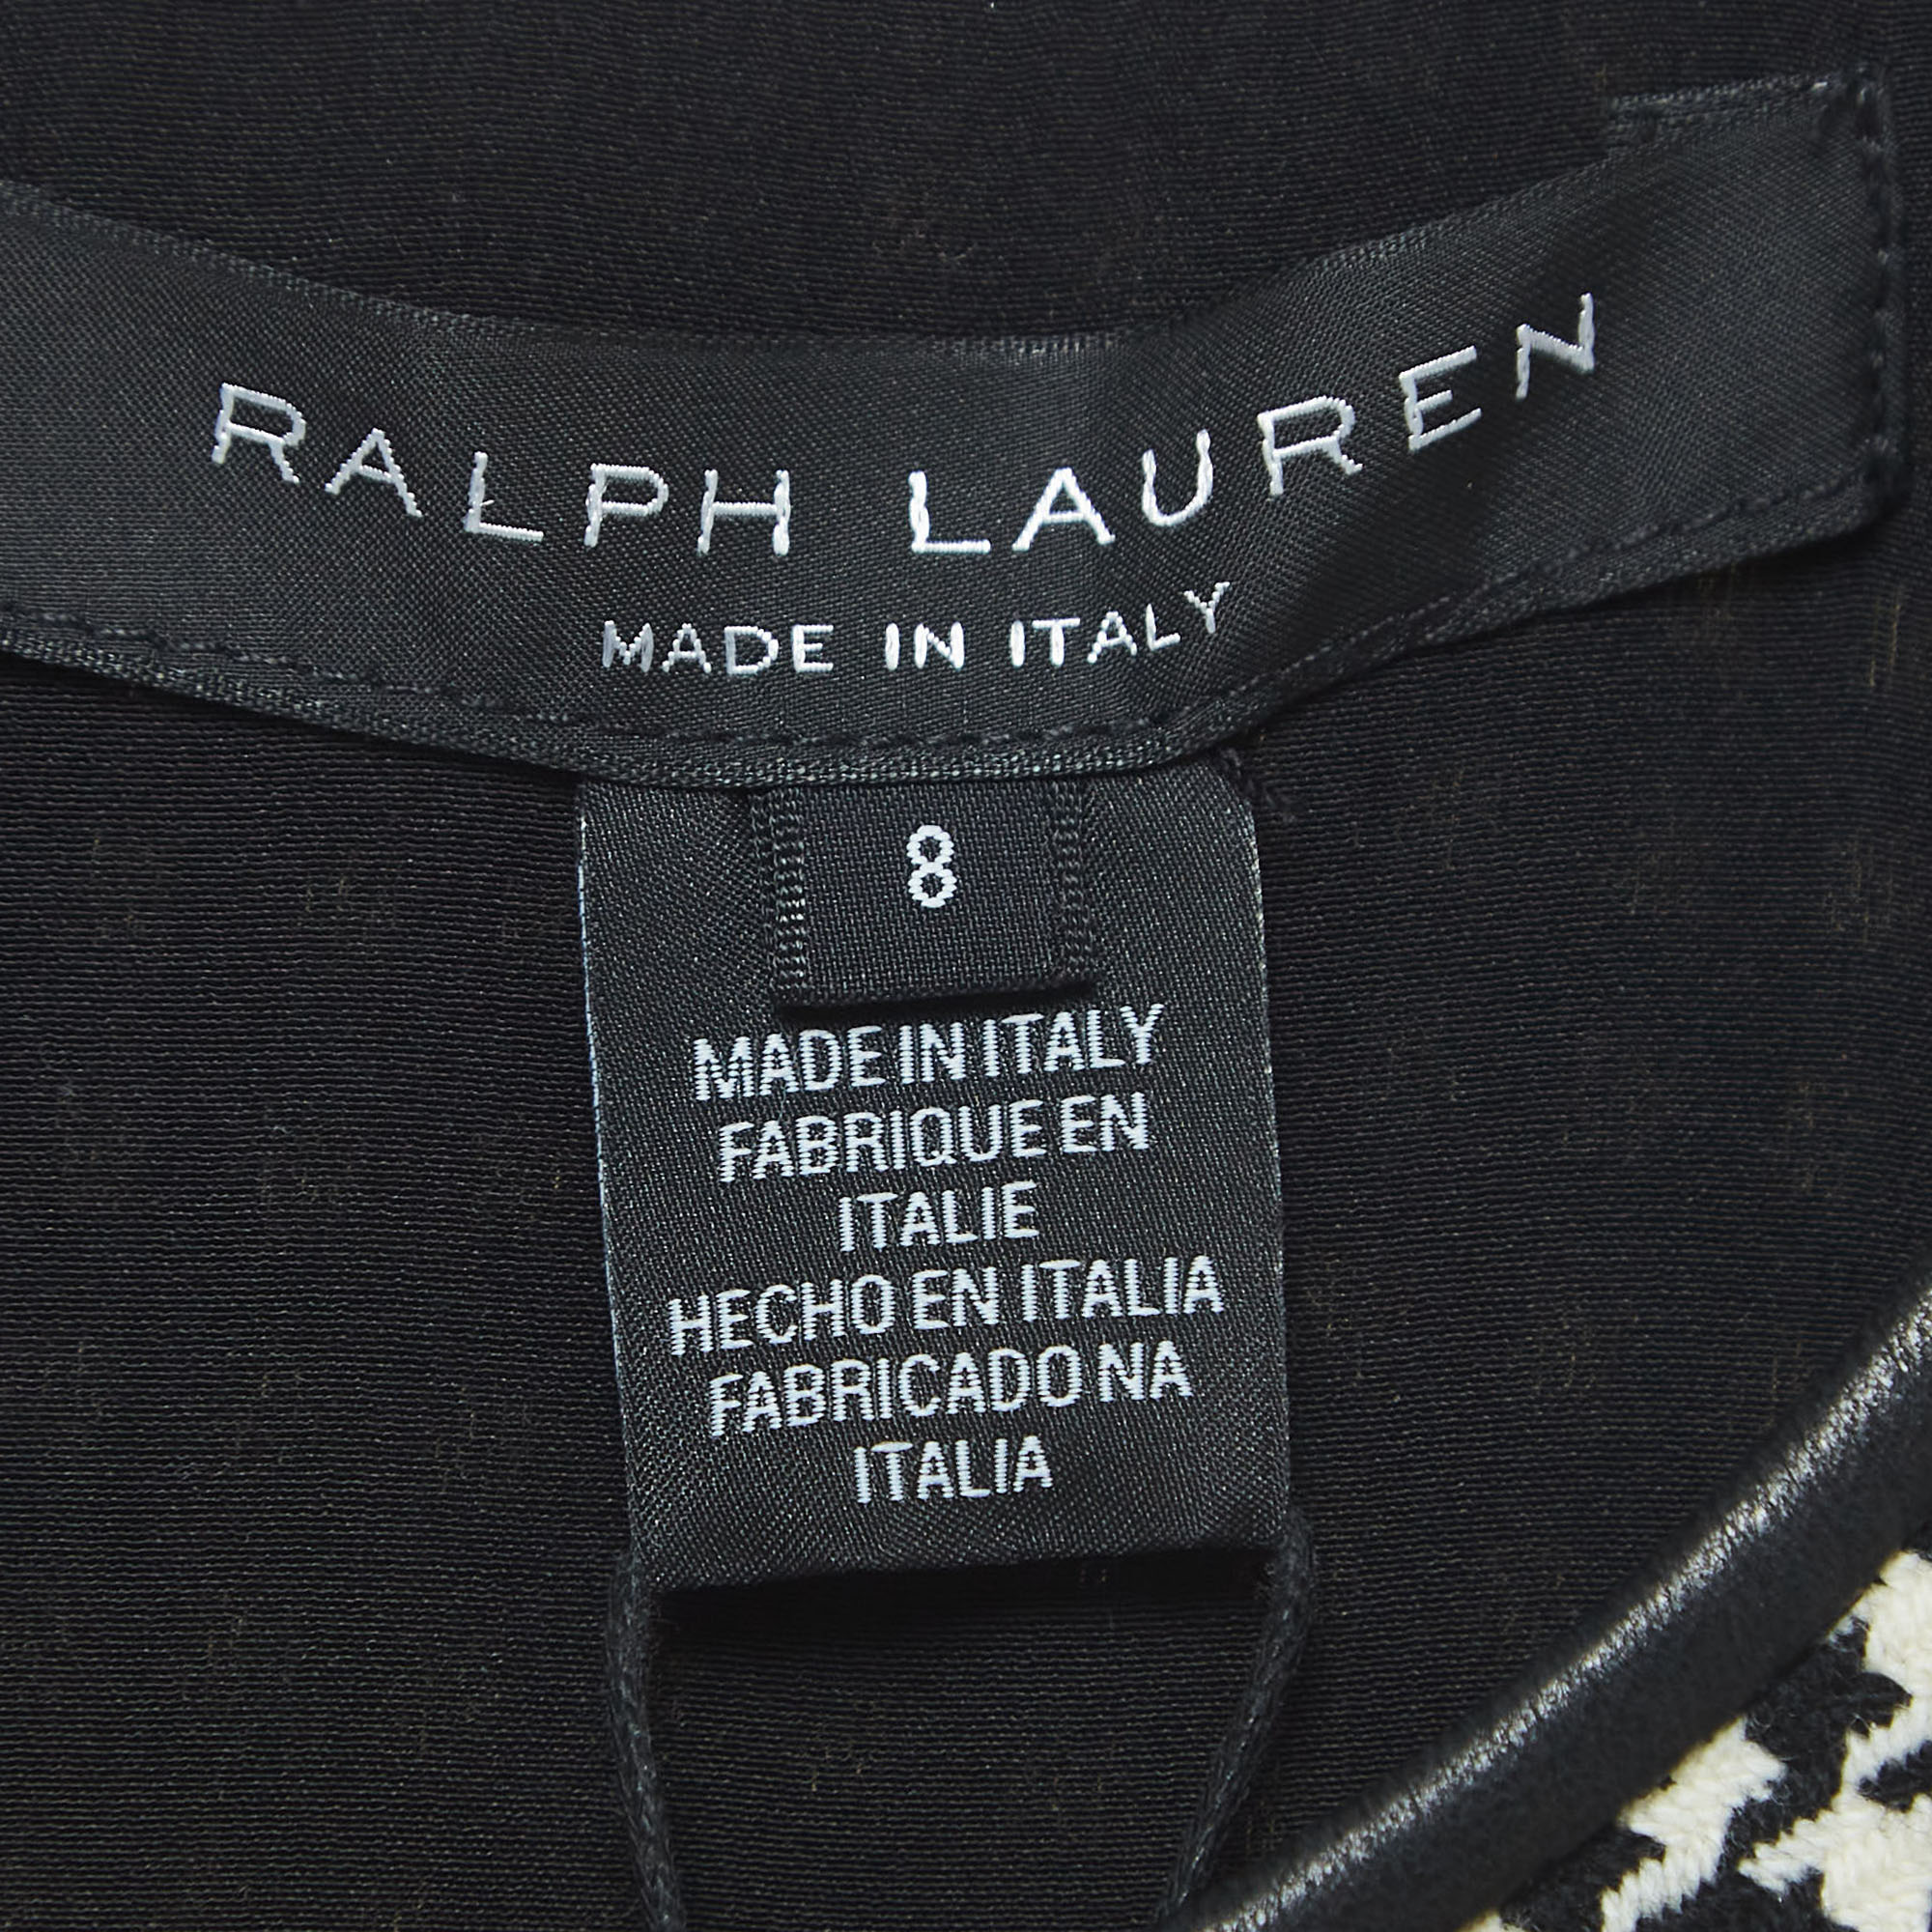 RALPH LAUREN
MADE IN ITALY
8
MADE IN ITALY
FABRIQUE EN
ITALIE
HECHO EN ITALIA
FABRICADO NA
ITALIA